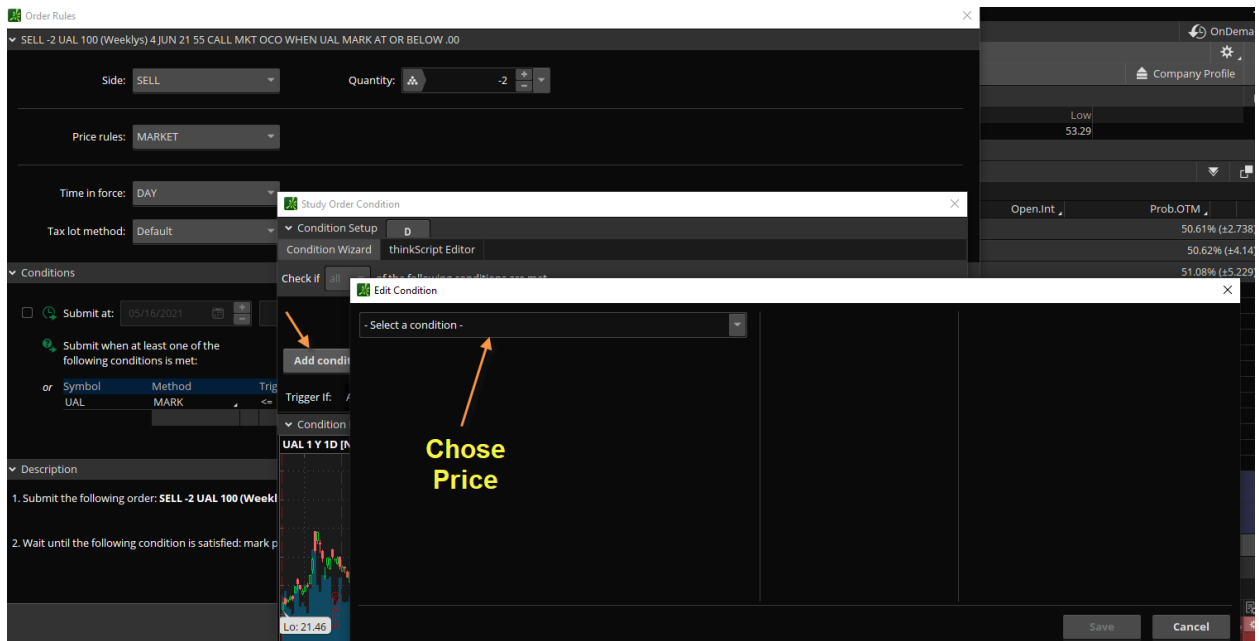 Order Rules
SELL -2 UAL 100 (Weeklys) 4 JUN 21 55 CALL MKT OCO WHEN UAL MARK AT OR BELOW .00
OnDema
Side: SELL Quantity: -2
Company Profile
Low
53.29
Price rules: MARKET
Time in force: DAY
Tax lot method: Default
Open.Int Prob.OTM
50.61% (±2.738)
50.62% (±4.14)
51.08% (±5.229)
Study Order Condition
Condition Setup D
Condition Wizard thinkScript Editor
Check if all of the following conditions are met
Conditions
Submit at: 05/16/2021
Submit when at least one of the
following conditions is met:
or Symbol Method Trig
UAL MARK <=
Add condit
Trigger If:
Condition
UAL 1 Y 1D [N
Lo: 21.46
Edit Condition
- Select a condition -
Chose
Price
Save Cancel
Description
1. Submit the following order: SELL -2 UAL 100 (Weekl
2. Wait until the following condition is satisfied: mark p